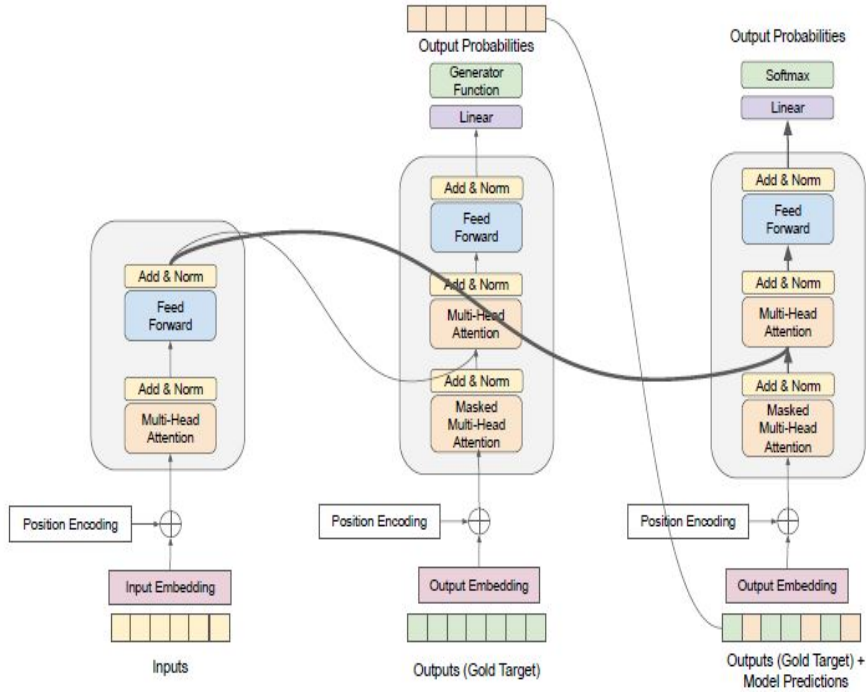 Output Probabilities
Generator
Function
Linear
Add & Norm
Feed
Forward
Add & Norm
Multi-Head
Attention
Add & Norm
Masked
Multi-Head
Attention
Position Encoding
Output Embedding
Outputs (Gold Target)
Add & Norm
Feed
Forward
Add & Norm
Multi-Head
Attention
Position Encoding
Input Embedding
Inputs
Output Probabilities
Softmax
Linear
Add & Norm
Feed
Forward
Add & Norm
Multi-Head
Attention
Add & Norm
Masked
Multi-Head
Attention
Position Encoding
Output Embedding
Outputs (Gold Target) +
Model Predictions